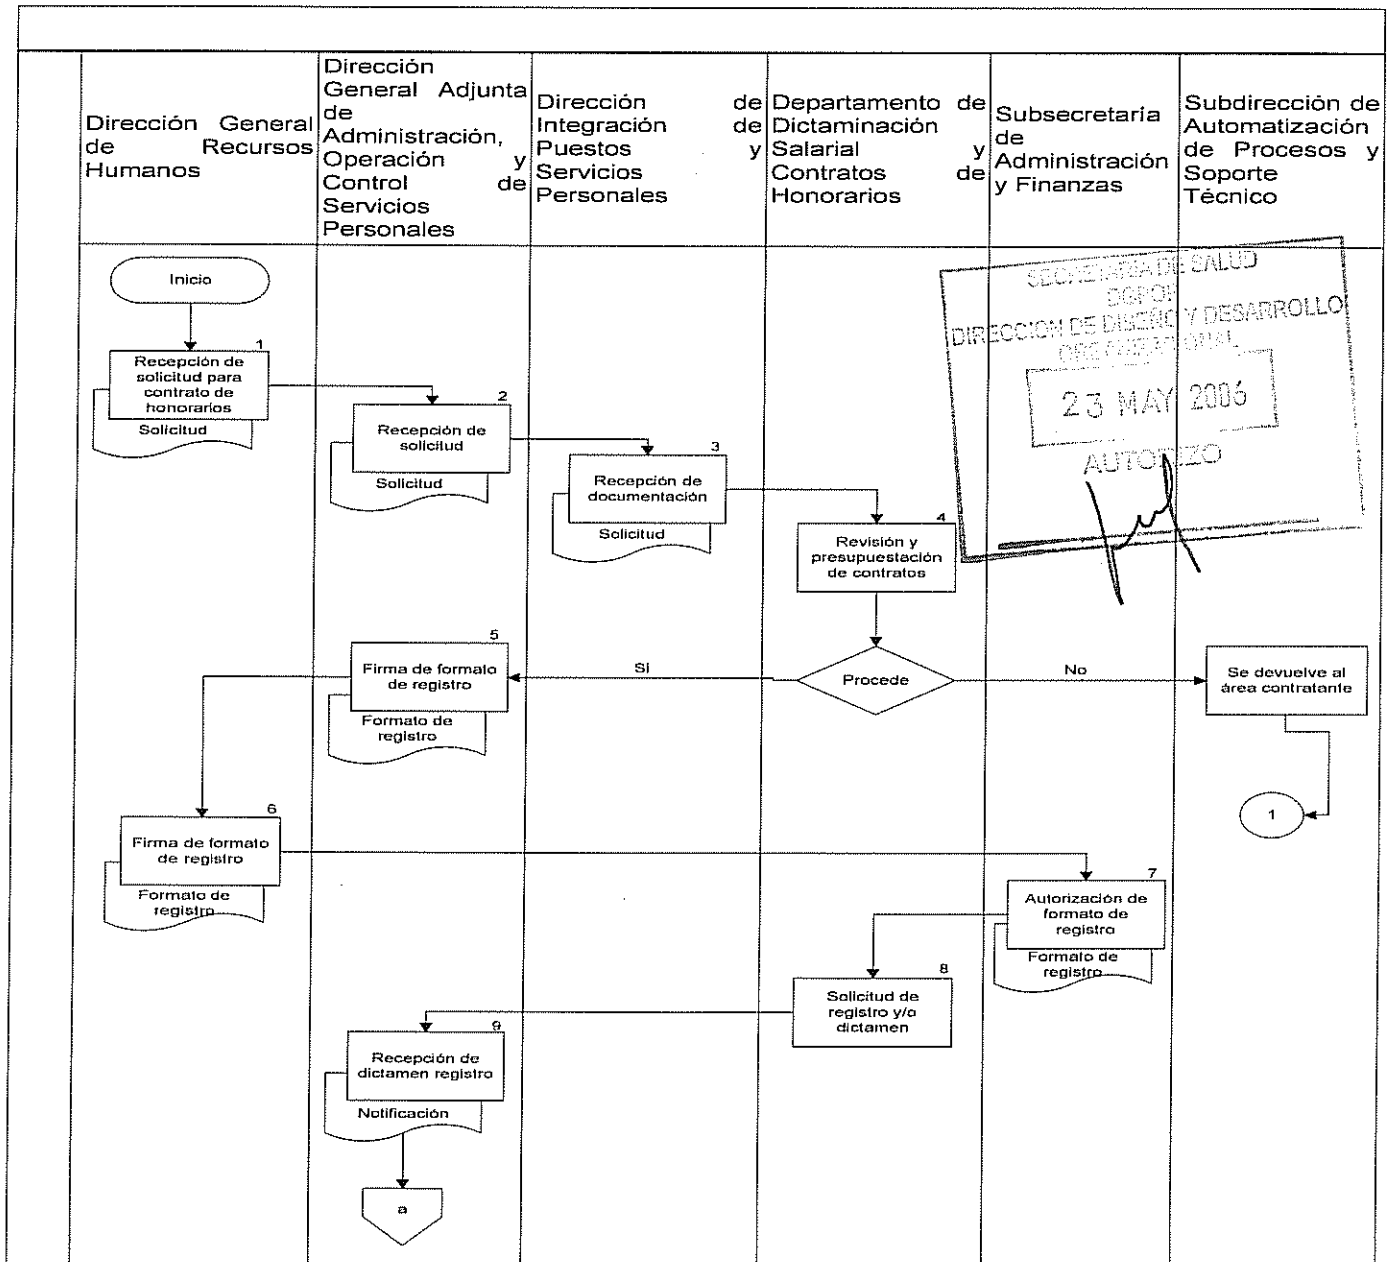 Dirección General
de Recursos
Humanos
Dirección
General Adjunta
de
Administración,
Operación y
Control de
Servicios
Personales
Dirección de
Integración de
Puestos y
Servicios
Personales
Departamento de
Dictaminación
Salarial y
Contratos de
Honorarios
Subsecretaría
de
Administración
y Finanzas
Subdirección de
Automatización
de Procesos y
Soporte
Técnico
SECRETARIA DE SALUD
DIRECCION DE DISEÑO Y DESARROLLO
23 MAY 2006
AUTORIZO
Inicio
1
Recepción de
solicitud para
contrato de
honorarios
Solicitud
2
Recepción de
solicitud
Solicitud
3
Recepción de
documentación
Solicitud
4
Revisión y
presupuestación
de contratos
Procede
Si
No
5
Firma de formato
de registro
Formato de
registro
Se devuelve al
área contratante
1
6
Firma de formato
de registro
Formato de
registro
7
Autorización de
formato de
registro
Formato de
registro
8
Solicitud de
registro y/o
dictamen
9
Recepción de
dictamen registro
Notificación
a